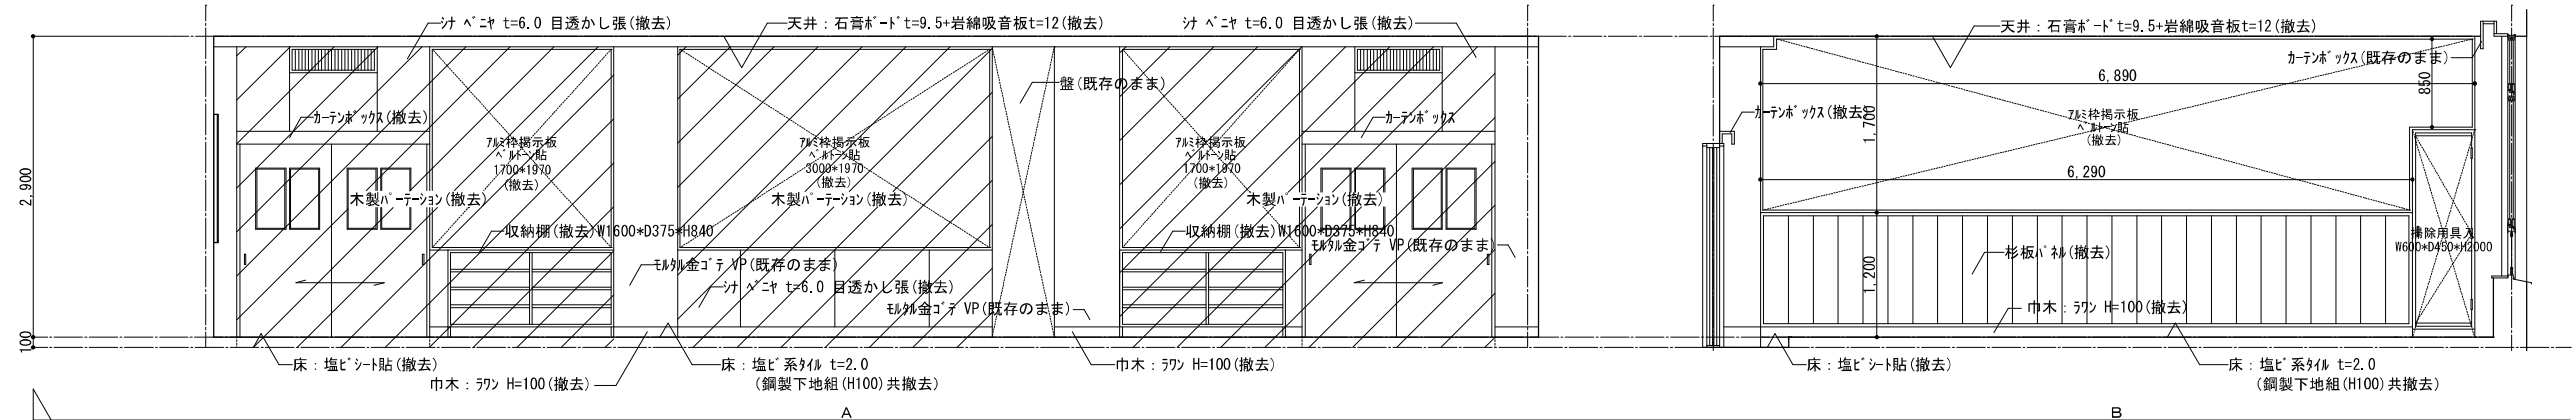 シナ ベニヤ t=6.0 目透かし張(撤去)
天井：石膏ボードt=9.5+岩綿吸音板t=12(撤去)
シナ ベニヤ t=6.0 目透かし張(撤去)
天井：石膏ボードt=9.5+岩綿吸音板t=12(撤去)
カーテンボックス(既存のまま)
6,890
850
盤(既存のまま)
カーテンボックス(撤去)
カーテンボックス
カーテンボックス(撤去)
1,700
アルミ枠掲示板
ベルトーン貼
1700*1970
(撤去)
アルミ枠掲示板
ベルトーン貼
3000*1970
(撤去)
アルミ枠掲示板
ベルトーン貼
1700*1970
(撤去)
アルミ枠掲示板
ベルトーン貼
(撤去)
2,900
6,290
木製パーテーション(撤去)
木製パーテーション(撤去)
木製パーテーション(撤去)
収納棚(撤去)W1600*D375*H840
収納棚(撤去)W1600*D375*H840
モルタル金ゴテ VP(既存のまま)
モルタル金ゴテ VP(既存のまま)
掃除用具入
W600*D450*H2000
杉板パネル(撤去)
1,200
シナ ベニヤ t=6.0 目透かし張(撤去)
モルタル金ゴテ VP(既存のまま)
巾木：ラワン H=100(撤去)
100
床：塩ビシート貼(撤去)
巾木：ラワン H=100(撤去)
床：塩ビ系タイル t=2.0
(鋼製下地組(H100)共撤去)
巾木：ラワン H=100(撤去)
床：塩ビシート貼(撤去)
床：塩ビ系タイル t=2.0
(鋼製下地組(H100)共撤去)
A
B